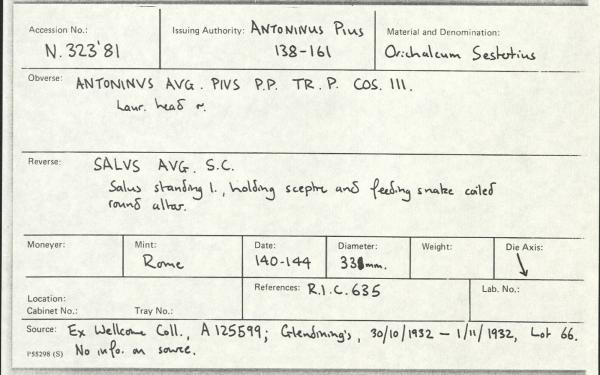 Accession No.: Issuing Authority: ANTONINUS PIUS Material and Denomination:
N. 323'81 138-161 Orichalcum Sestertius
Obverse: ANTONINVS AVG. PIVS P.P. TR. P. COS. III.
Laur. head r.
Reverse: SALVS AVG. S.C.
Salus standing l., holding sceptre and feeding snake coiled
round altar.
Moneyer: Mint: Date: Diameter: Weight: Die Axis:
Rome 140-144 33 mm.
References: R.I.C. 635 Lab. No.:
Location:
Cabinet No.: Tray No.:
Source: Ex Wellcome Coll., A 125599; Glendining's, 30/10/1932 – 1/11/1932, Lot 66.
P55298 (S) No info. on source.